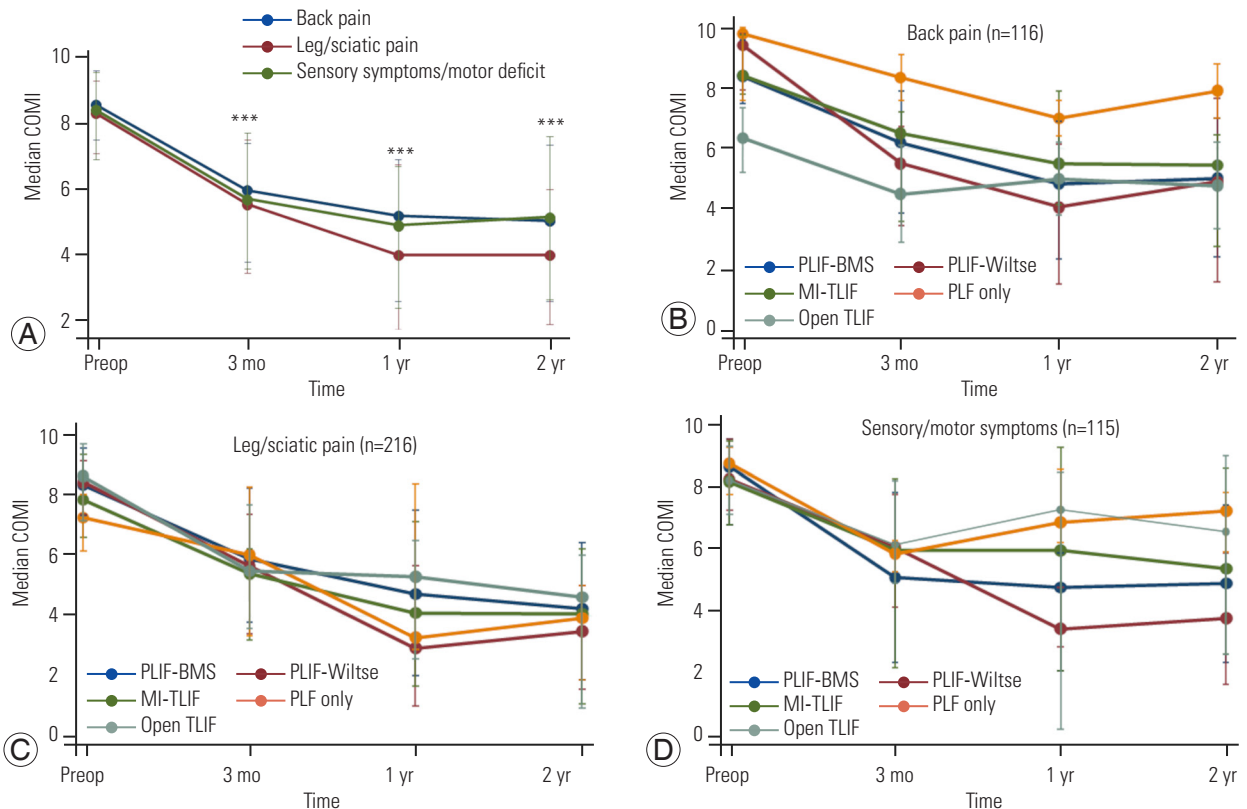 Back pain
Leg/sciatic pain
Sensory symptoms/motor deficit
10
8
6
4
2
Median COMI
***
***
***
Preop 3 mo 1 yr 2 yr
Time
A
Back pain (n=116)
10
8
6
4
2
0
Median COMI
PLIF-BMS PLIF-Wiltse
MI-TLIF PLF only
Open TLIF
Preop 3 mo 1 yr 2 yr
Time
B
Leg/sciatic pain (n=216)
10
8
6
4
2
0
Median COMI
PLIF-BMS PLIF-Wiltse
MI-TLIF PLF only
Open TLIF
Preop 3 mo 1 yr 2 yr
Time
C
Sensory/motor symptoms (n=115)
10
8
6
4
2
0
Median COMI
PLIF-BMS PLIF-Wiltse
MI-TLIF PLF only
Open TLIF
Preop 3 mo 1 yr 2 yr
Time
D